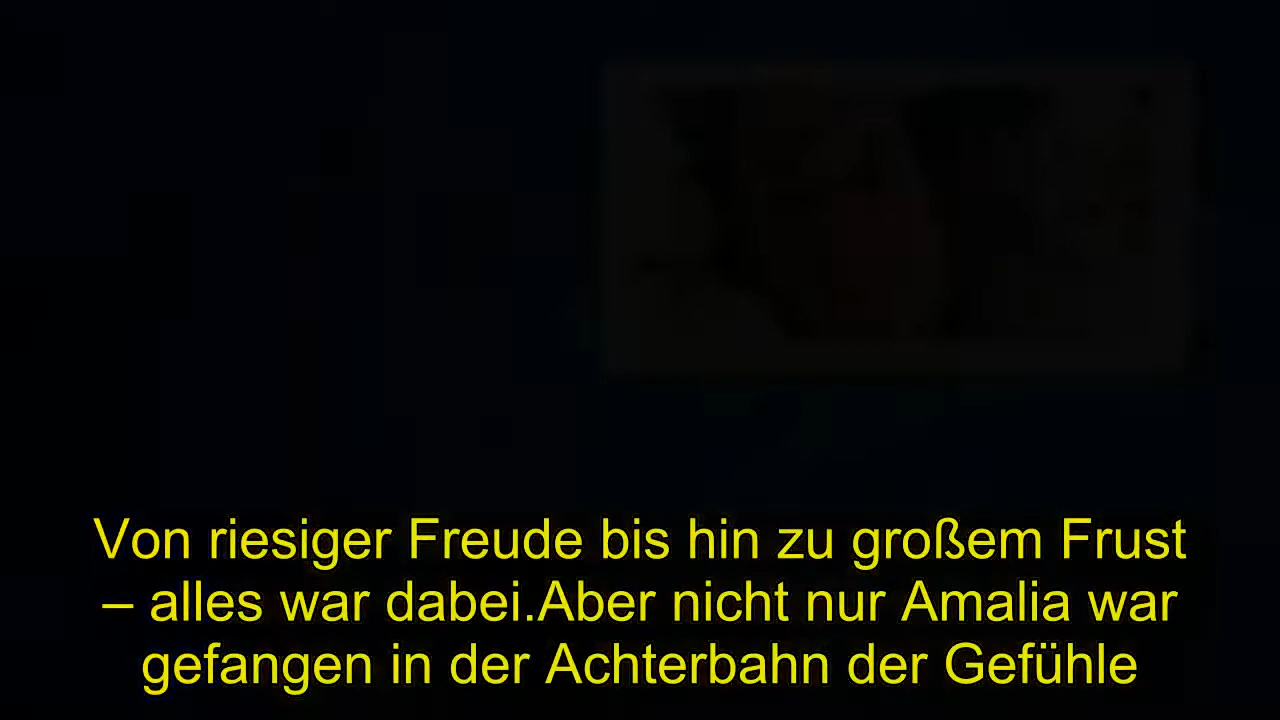 Von riesiger Freude bis hin zu großem Frust
– alles war dabei.Aber nicht nur Amalia war
gefangen in der Achterbahn der Gefühle